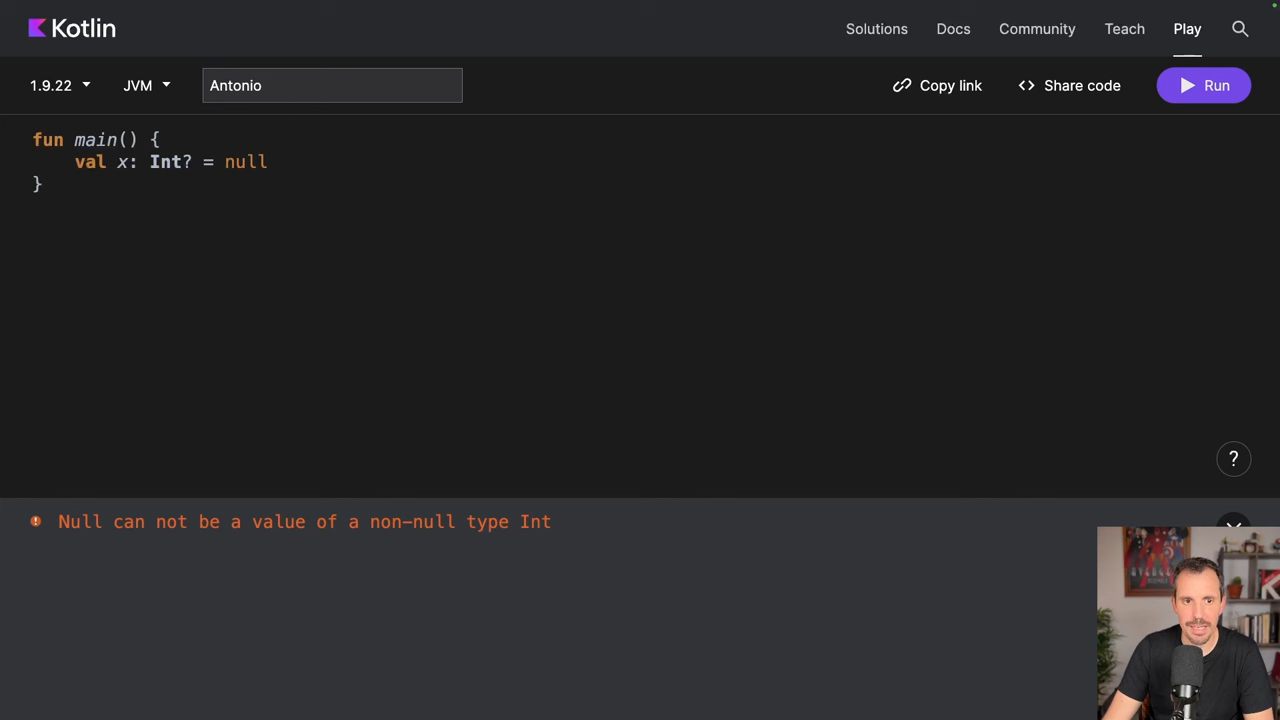 Kotlin
Solutions
Docs
Community
Teach
Play
1.9.22
JVM
Antonio
Copy link
Share code
Run
fun main() {
    val x: Int? = null
}
?
Null can not be a value of a non-null type Int